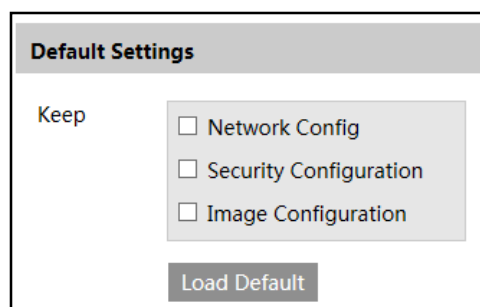 Default Settings
Keep
Network Config
Security Configuration
Image Configuration
Load Default